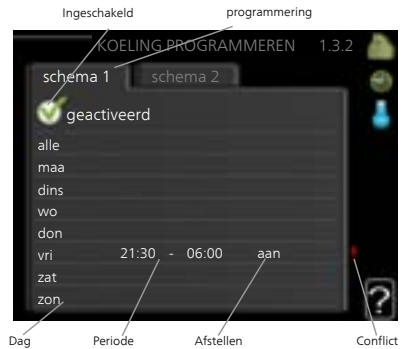 Ingeschakeld programmering
KOELING PROGRAMMEREN 1.3.2
schema 1 schema 2
geactiveerd
alle
maa
dins
wo
don
vri 21:30 - 06:00 aan
zat
zon
?
Dag Periode Afstellen Conflict